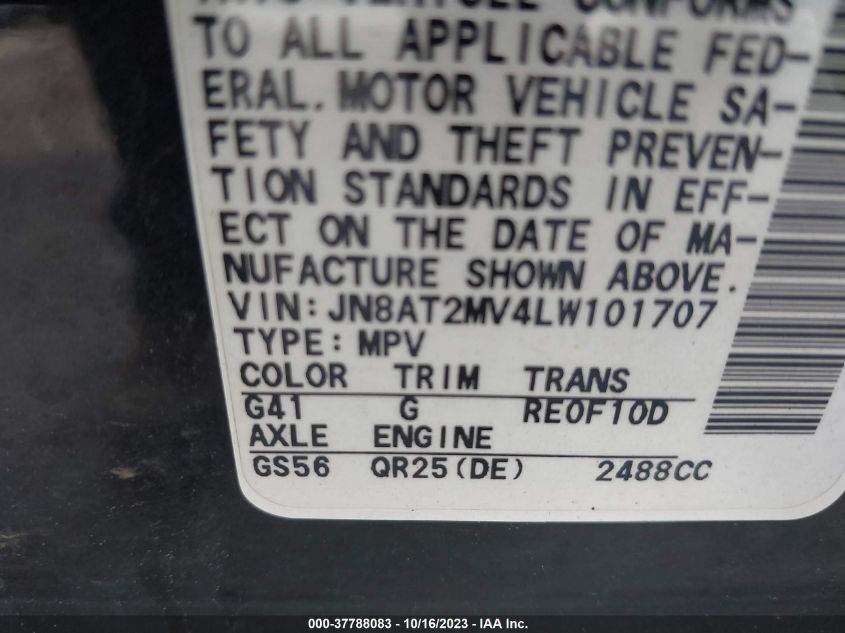 VEHICLE CONFORMS
TO ALL APPLICABLE FED-
ERAL. MOTOR VEHICLE SA-
FETY AND THEFT PREVEN-
TION STANDARDS IN EFF-
ECT ON THE DATE OF MA-
NUFACTURE SHOWN ABOVE.
VIN:JN8AT2MV4LW101707
TYPE: MPV
COLOR TRIM TRANS
G41 G RE0F10D
AXLE ENGINE
GS56 QR25(DE) 2488CC
000-37788083 - 10/16/2023 - IAA Inc.